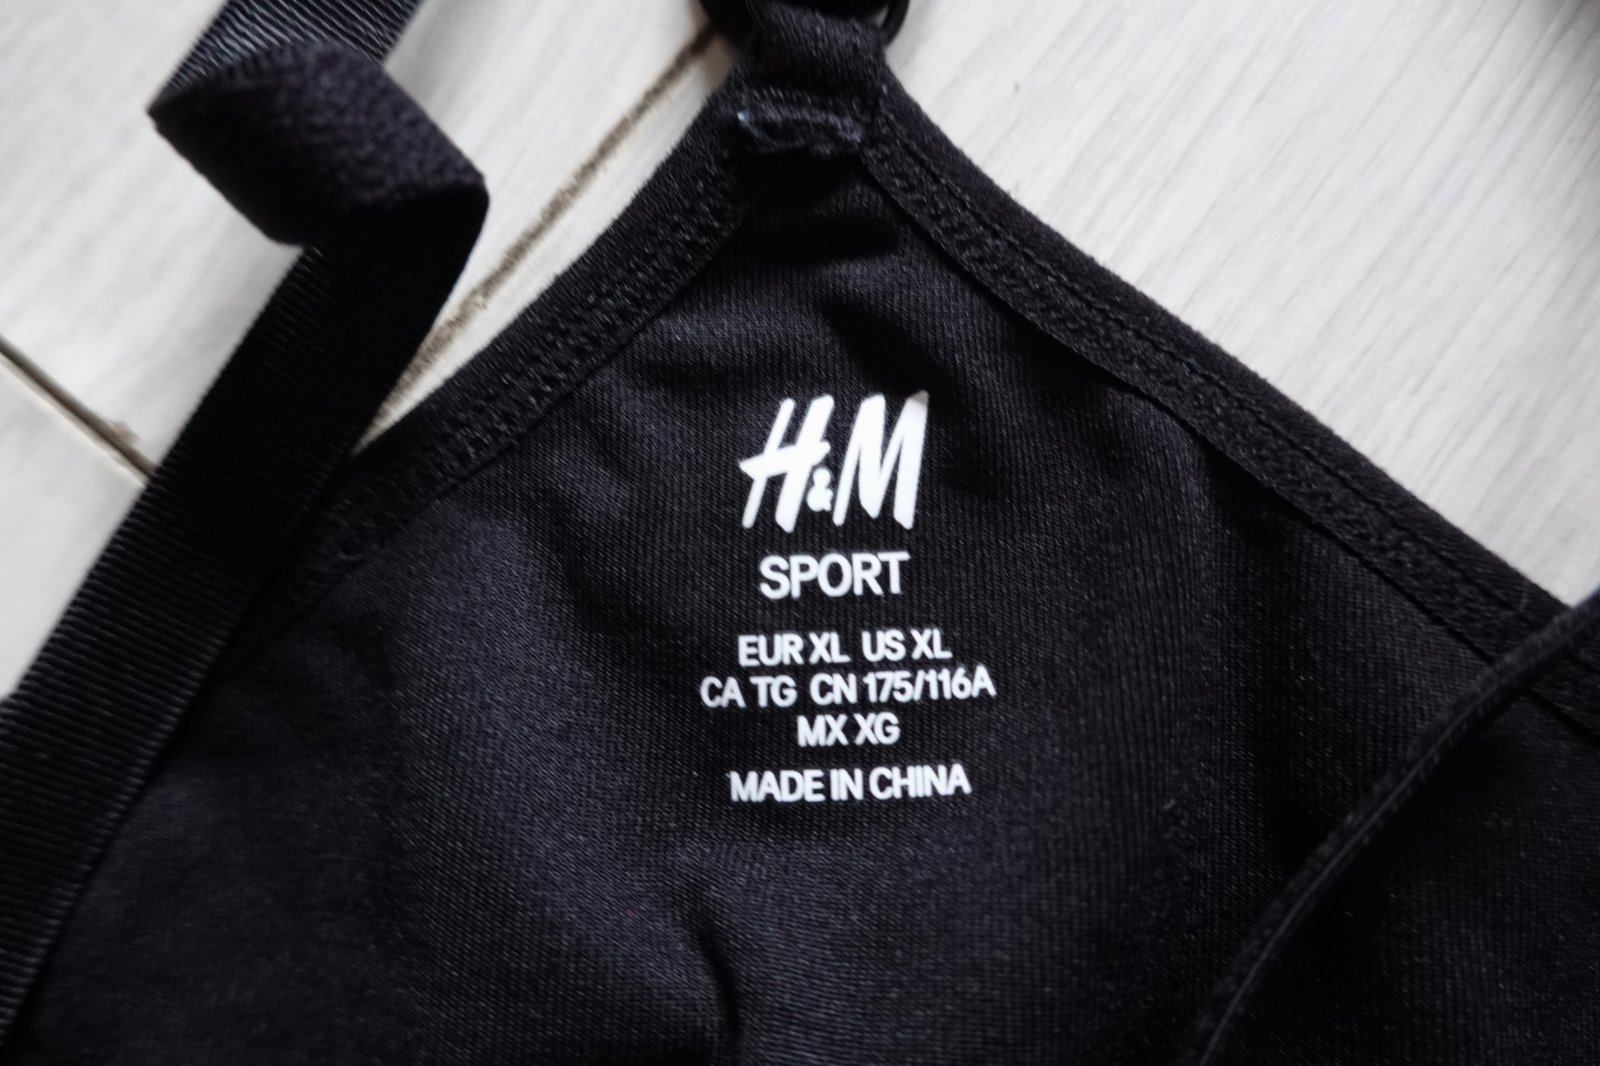 H&M
SPORT
EUR XL US XL
CA TG CN 175/116A
MX XG
MADE IN CHINA